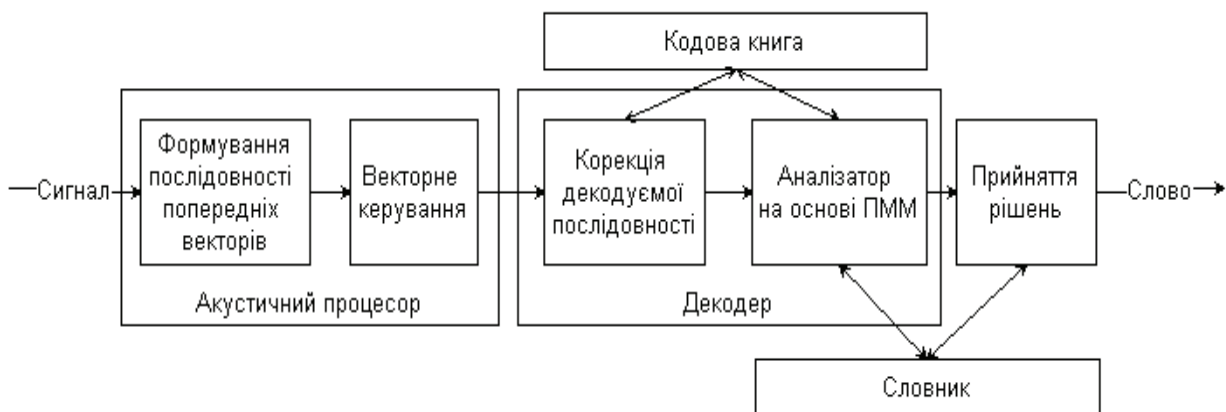 Кодова книга
Сигнал
Формування
послідовності
попередніх
векторів
Векторне
керування
Акустичний процесор
Корекція
декодуємої
послідовності
Аналізатор
на основі ПММ
Декодер
Прийняття
рішень
Слово
Словник